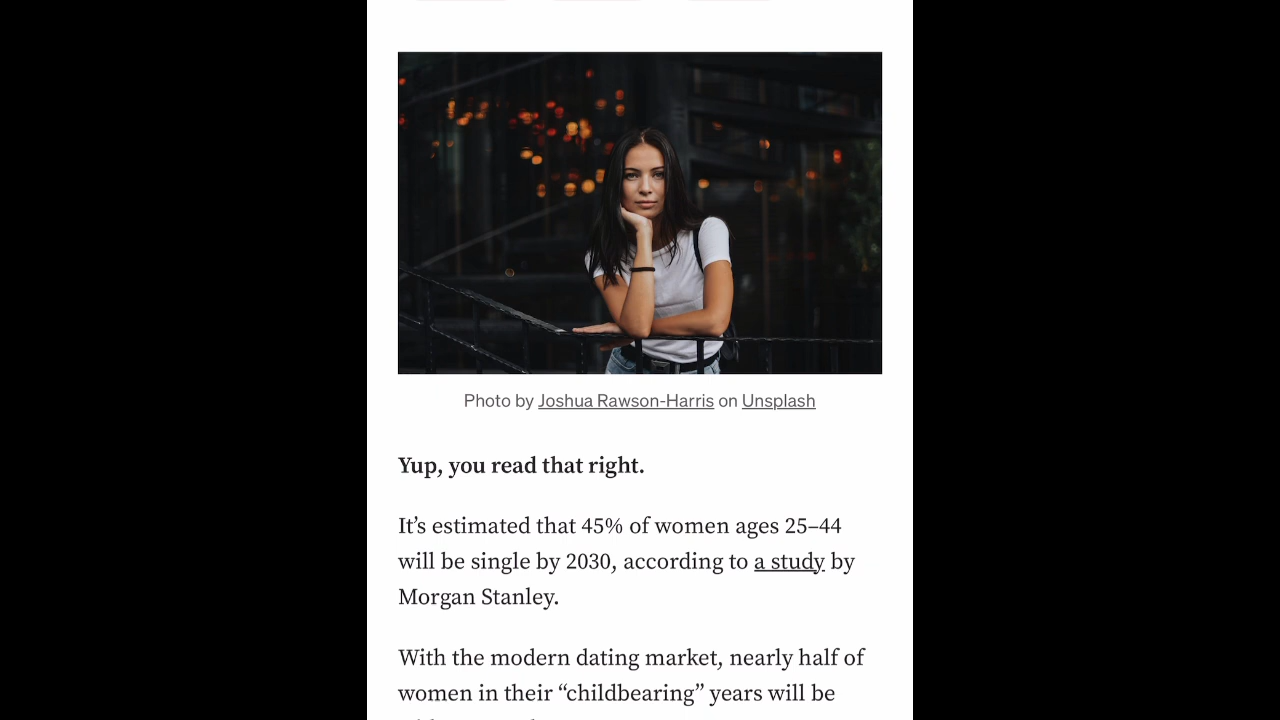 Photo by Joshua Rawson-Harris on Unsplash
Yup, you read that right.
It’s estimated that 45% of women ages 25–44
will be single by 2030, according to a study by
Morgan Stanley.
With the modern dating market, nearly half of
women in their “childbearing” years will be